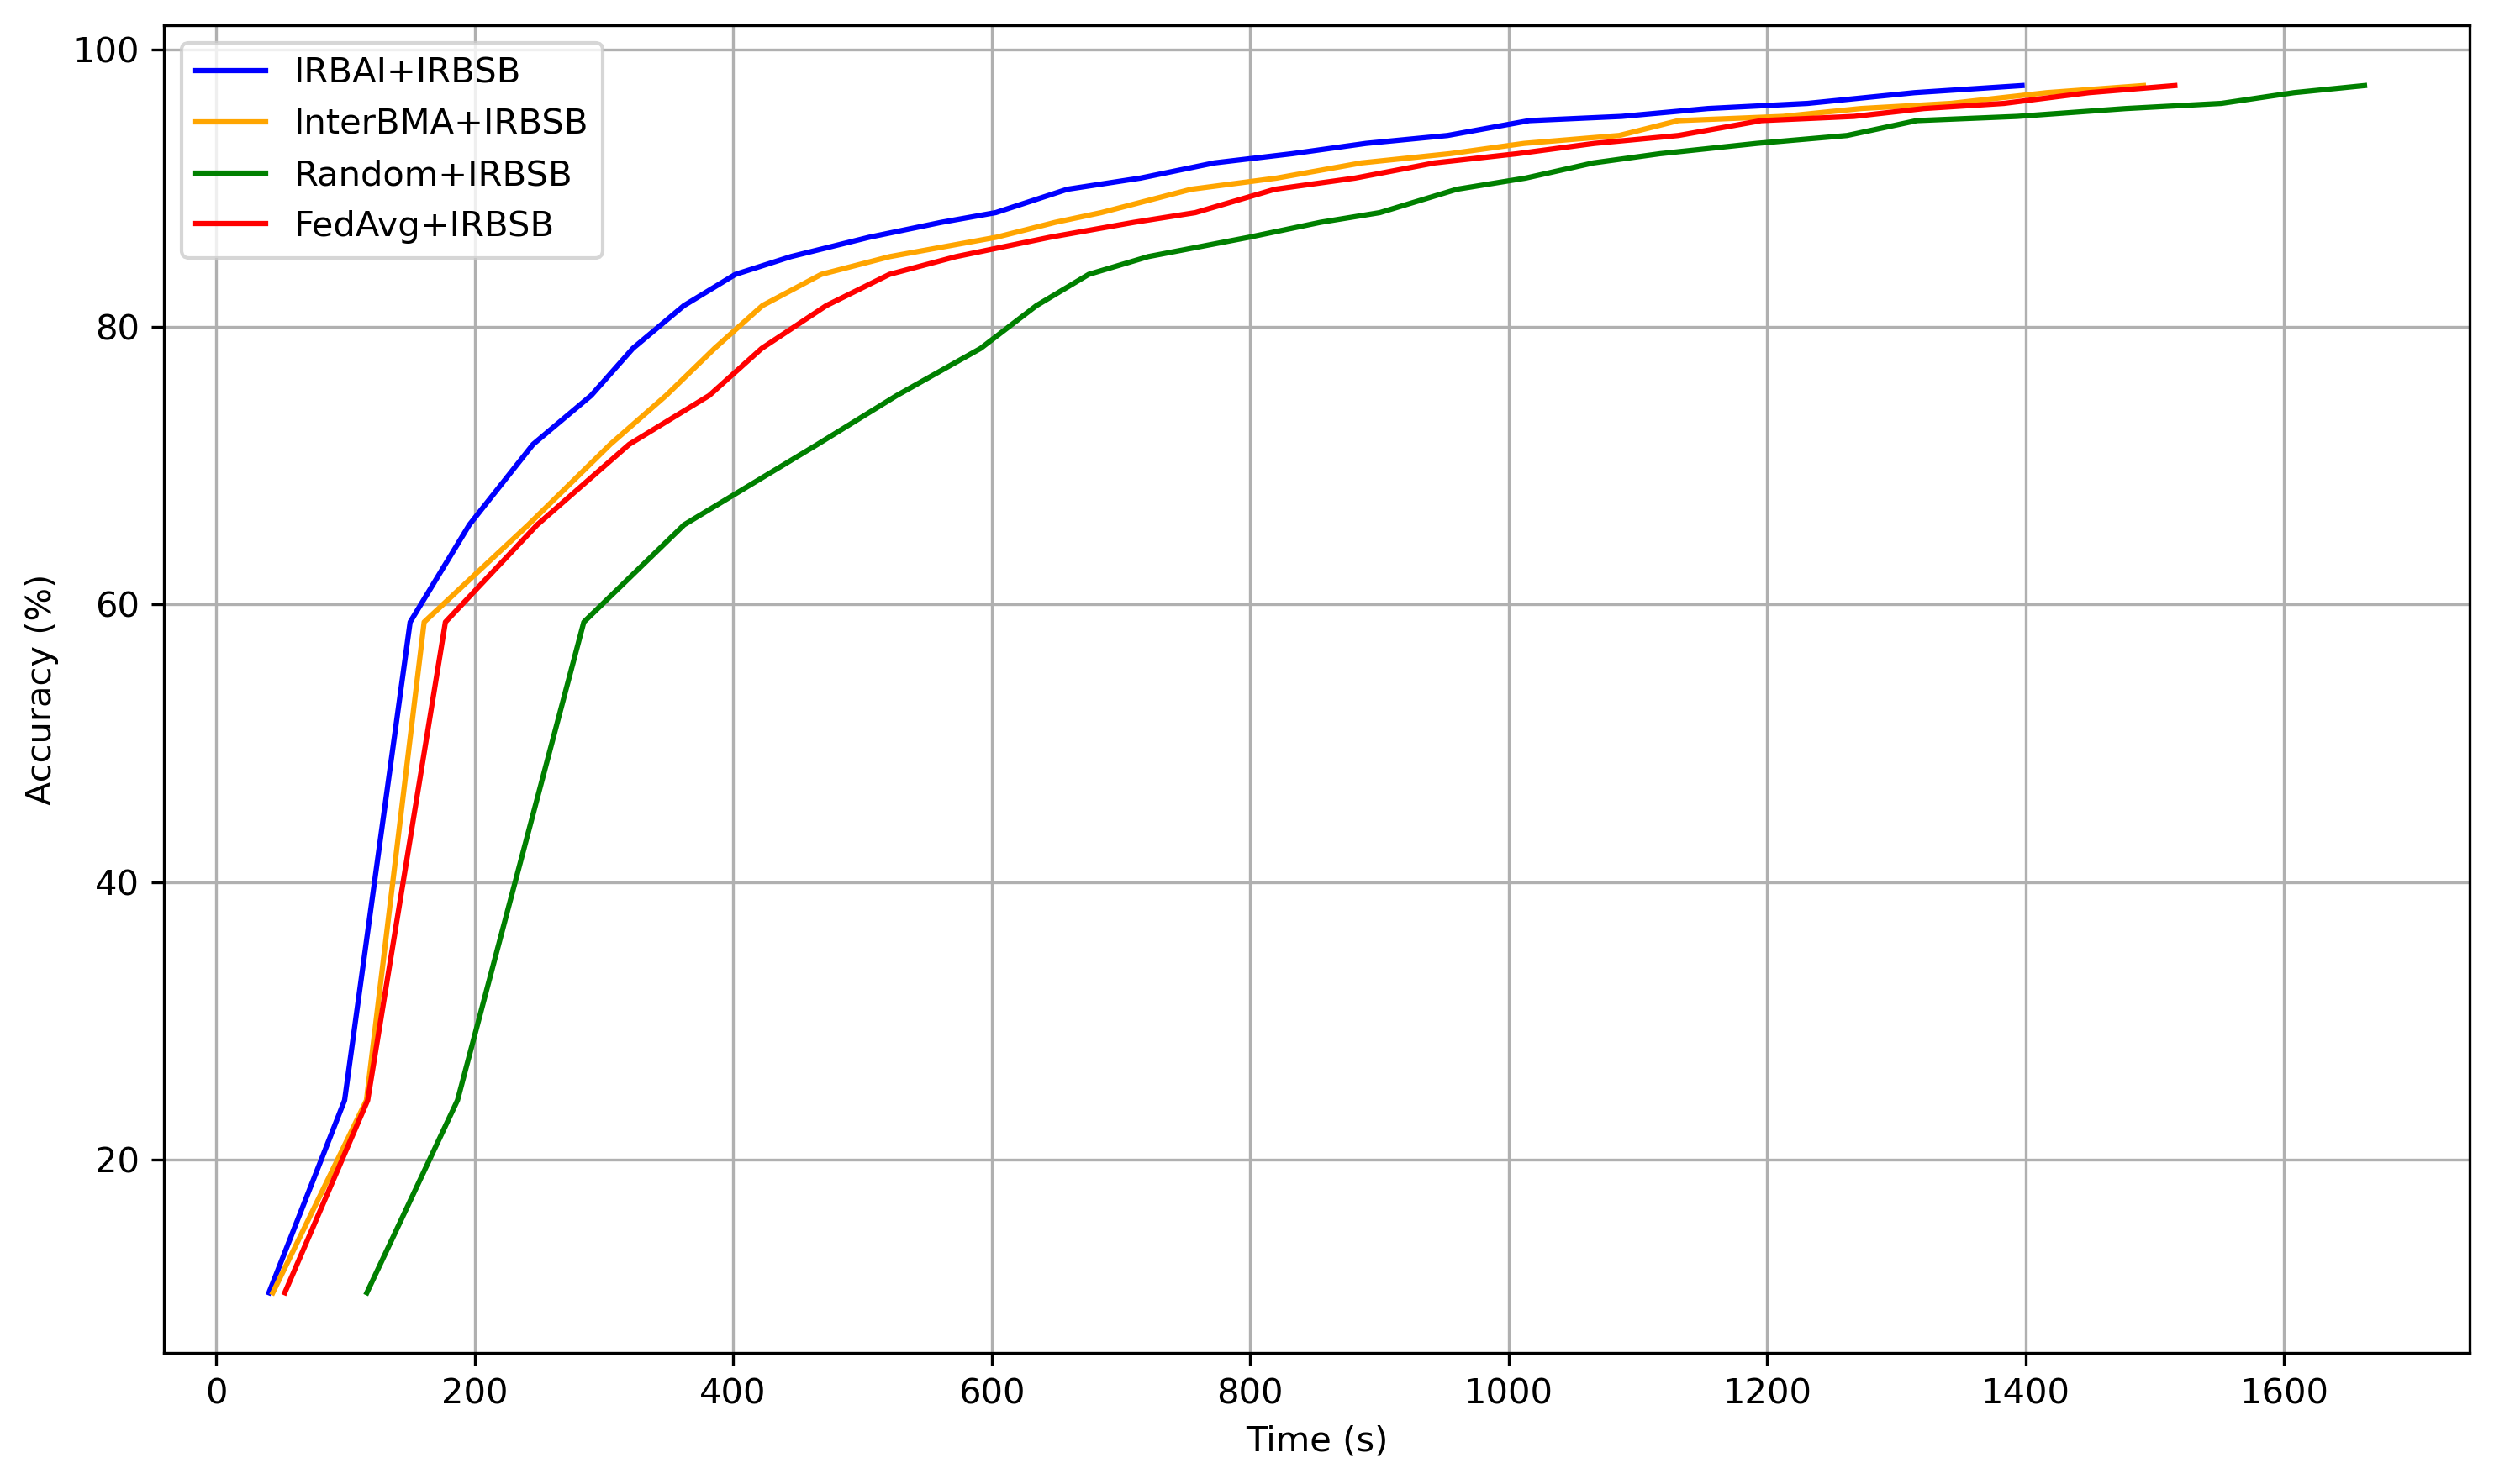 IRBAI+IRBSB
InterBMA+IRBSB
Random+IRBSB
FedAvg+IRBSB
100
80
60
40
20
Accuracy (%)
0 200 400 600 800 1000 1200 1400 1600
Time (s)